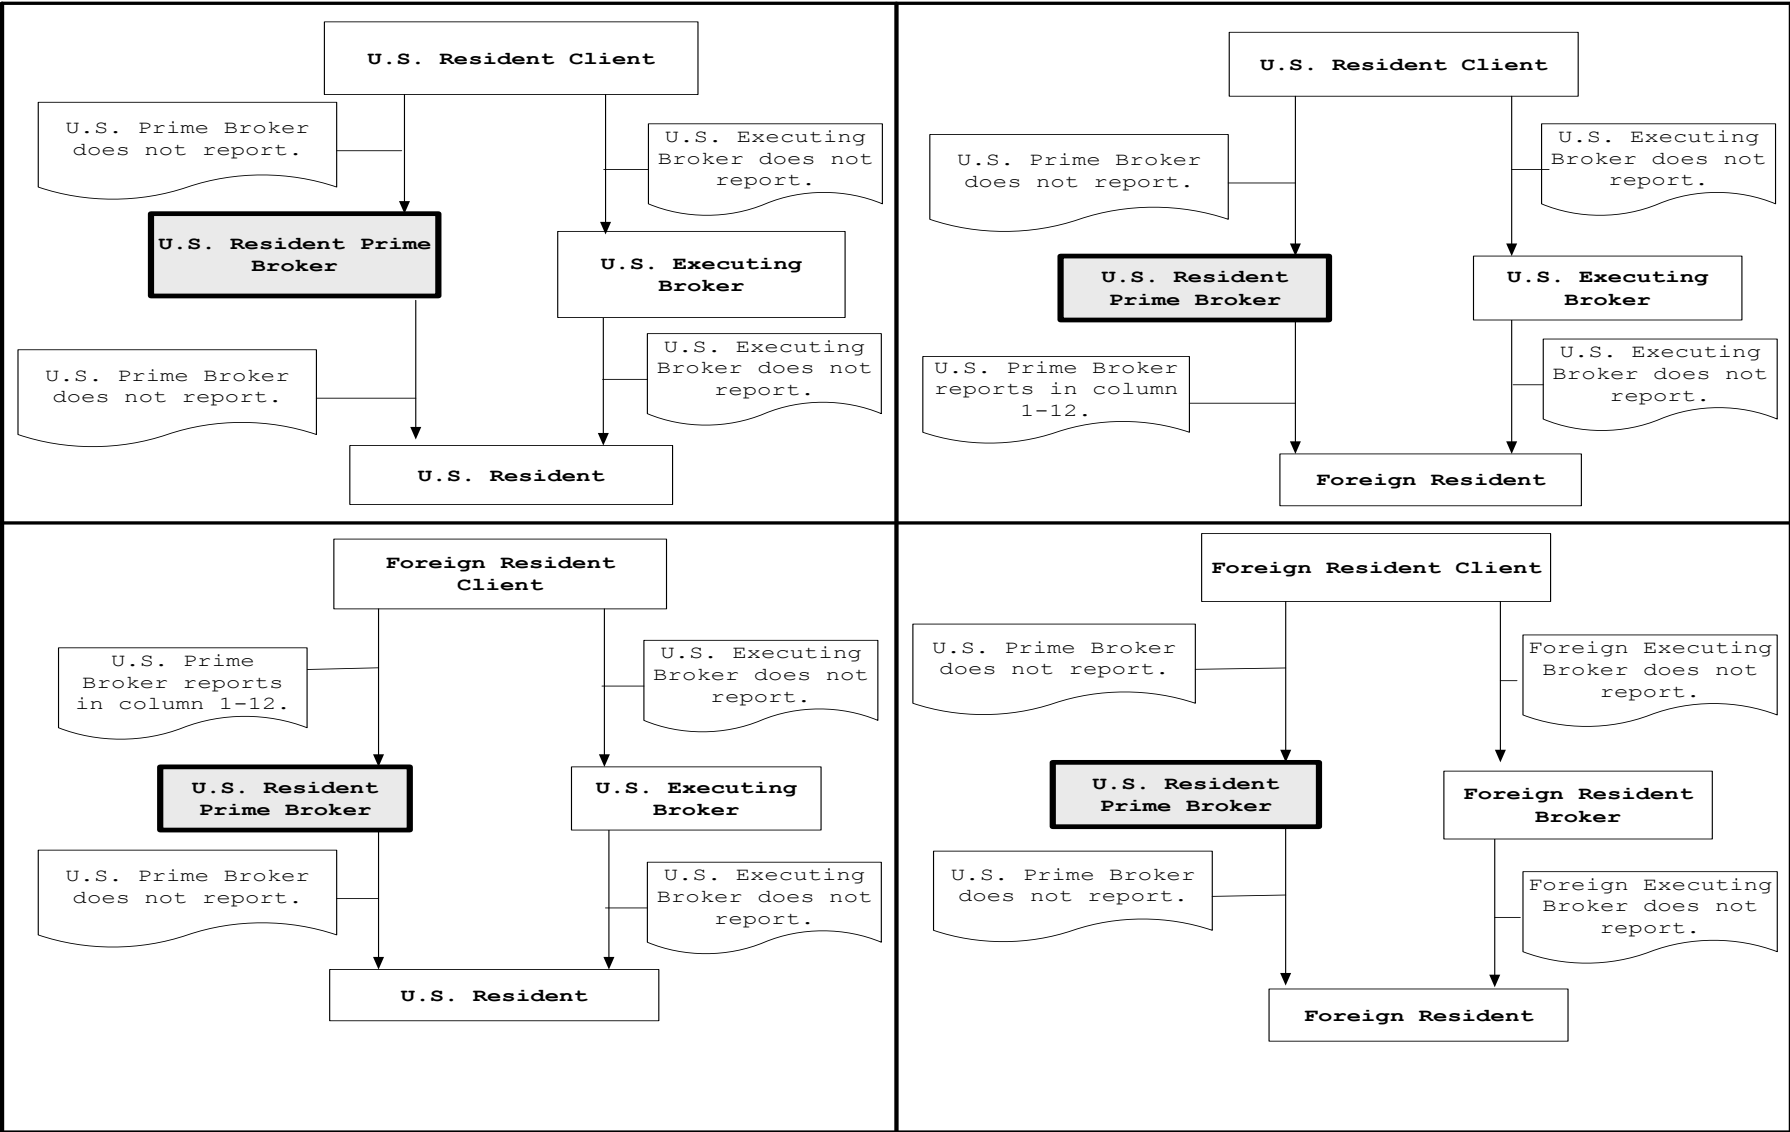 U.S. Resident Client
U.S. Prime Broker
does not report.
U.S. Executing
Broker does not
report.
U.S. Resident Prime
Broker
U.S. Executing
Broker
U.S. Prime Broker
does not report.
U.S. Executing
Broker does not
report.
U.S. Resident
U.S. Resident Client
U.S. Prime Broker
does not report.
U.S. Executing
Broker does not
report.
U.S. Resident
Prime Broker
U.S. Executing
Broker
U.S. Prime Broker
reports in column
1-12.
U.S. Executing
Broker does not
report.
Foreign Resident
Foreign Resident
Client
U.S. Prime
Broker reports
in column 1-12.
U.S. Executing
Broker does not
report.
U.S. Resident
Prime Broker
U.S. Executing
Broker
U.S. Prime Broker
does not report.
U.S. Executing
Broker does not
report.
U.S. Resident
Foreign Resident Client
U.S. Prime Broker
does not report.
Foreign Executing
Broker does not
report.
U.S. Resident
Prime Broker
Foreign Resident
Broker
U.S. Prime Broker
does not report.
Foreign Executing
Broker does not
report.
Foreign Resident